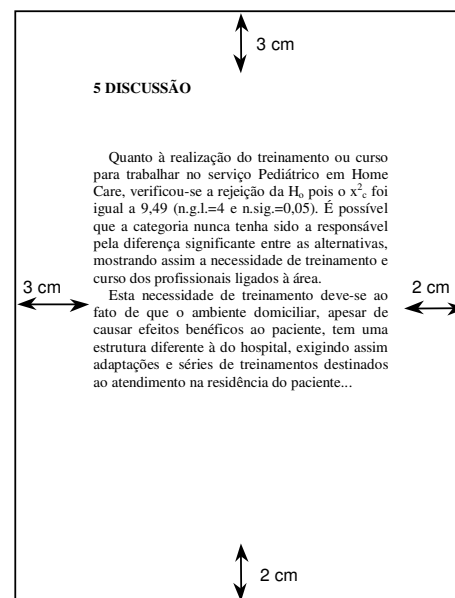 3 cm
5 DISCUSSÃO
Quanto à realização do treinamento ou curso
para trabalhar no serviço Pediátrico em Home
Care, verificou-se a rejeição da Hₒ pois o x²c foi
igual a 9,49 (n.g.l.=4 e n.sig.=0,05). É possível
que a categoria nunca tenha sido a responsável
pela diferença significante entre as alternativas,
mostrando assim a necessidade de treinamento e
curso dos profissionais ligados à área.
3 cm
2 cm
Esta necessidade de treinamento deve-se ao
fato de que o ambiente domiciliar, apesar de
causar efeitos benéficos ao paciente, tem uma
estrutura diferente à do hospital, exigindo assim
adaptações e séries de treinamentos destinados
ao atendimento na residência do paciente...
2 cm